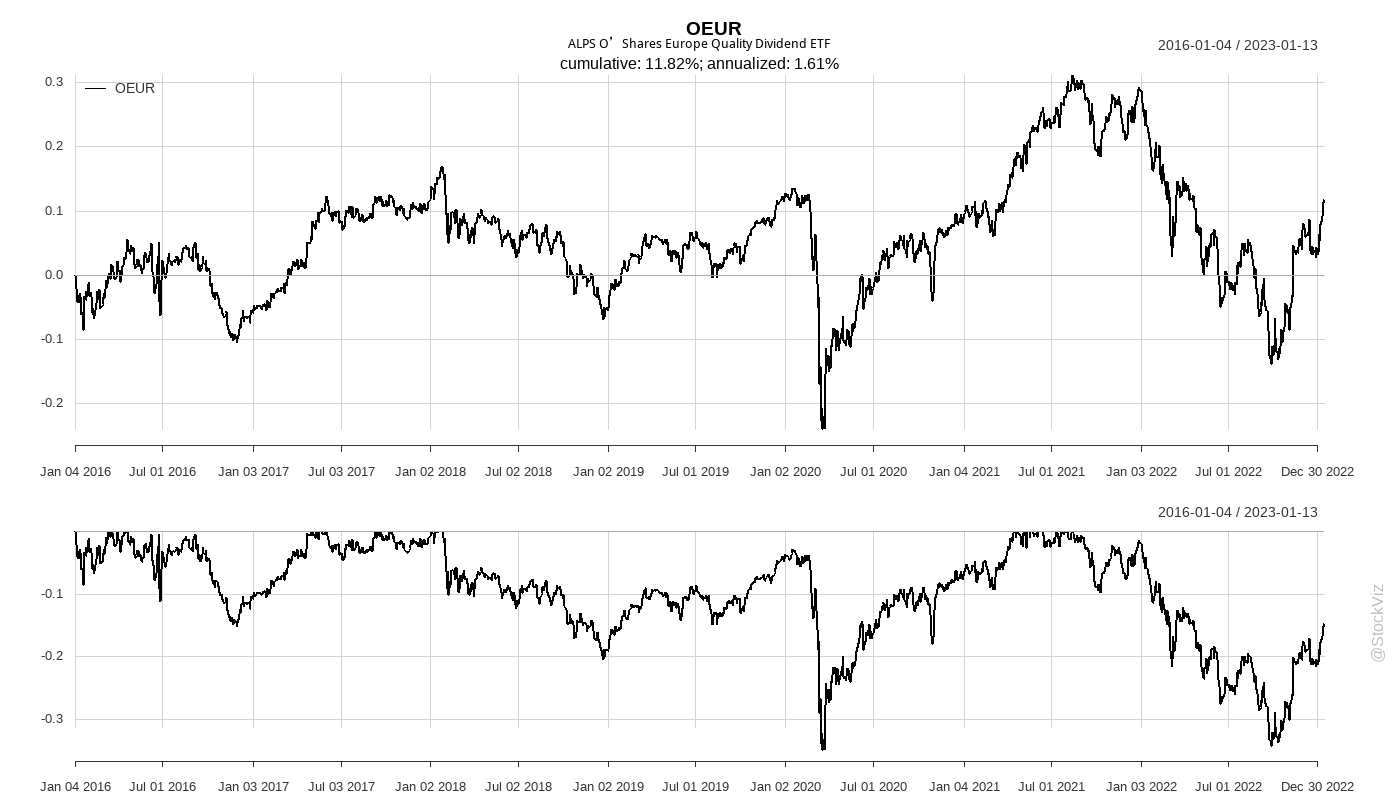 OEUR
ALPS O’ Shares Europe Quality Dividend ETF
cumulative: 11.82%; annualized: 1.61%
2016-01-04 / 2023-01-13
OEUR
0.3
0.2
0.1
0.0
-0.1
-0.2
Jan 04 2016 Jul 01 2016 Jan 03 2017 Jul 03 2017 Jan 02 2018 Jul 02 2018 Jan 02 2019 Jul 01 2019 Jan 02 2020 Jul 01 2020 Jan 04 2021 Jul 01 2021 Jan 03 2022 Jul 01 2022 Dec 30 2022
2016-01-04 / 2023-01-13
-0.1
-0.2
-0.3
Jan 04 2016 Jul 01 2016 Jan 03 2017 Jul 03 2017 Jan 02 2018 Jul 02 2018 Jan 02 2019 Jul 01 2019 Jan 02 2020 Jul 01 2020 Jan 04 2021 Jul 01 2021 Jan 03 2022 Jul 01 2022 Dec 30 2022
@StockViz